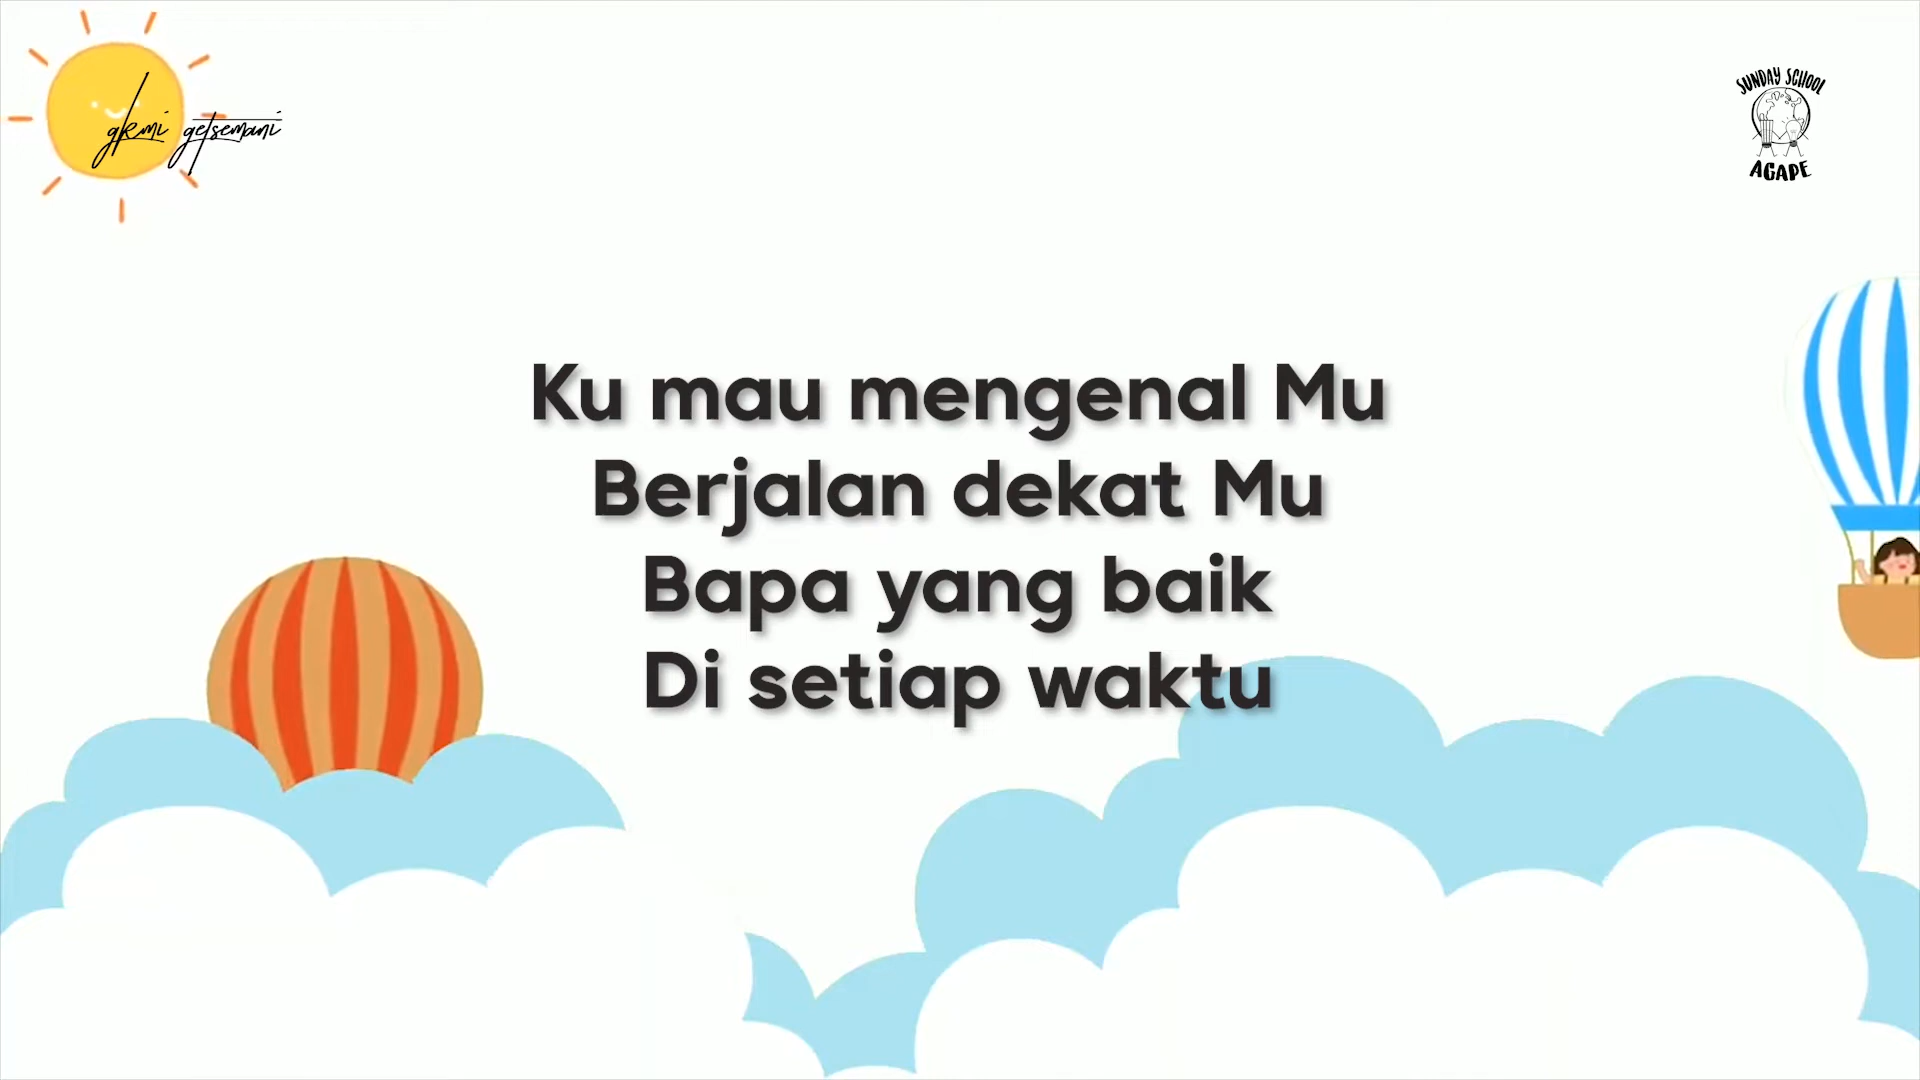 gkmi getsemani
SUNDAY SCHOOL
AGAPE
Ku mau mengenal Mu
Berjalan dekat Mu
Bapa yang baik
Di setiap waktu